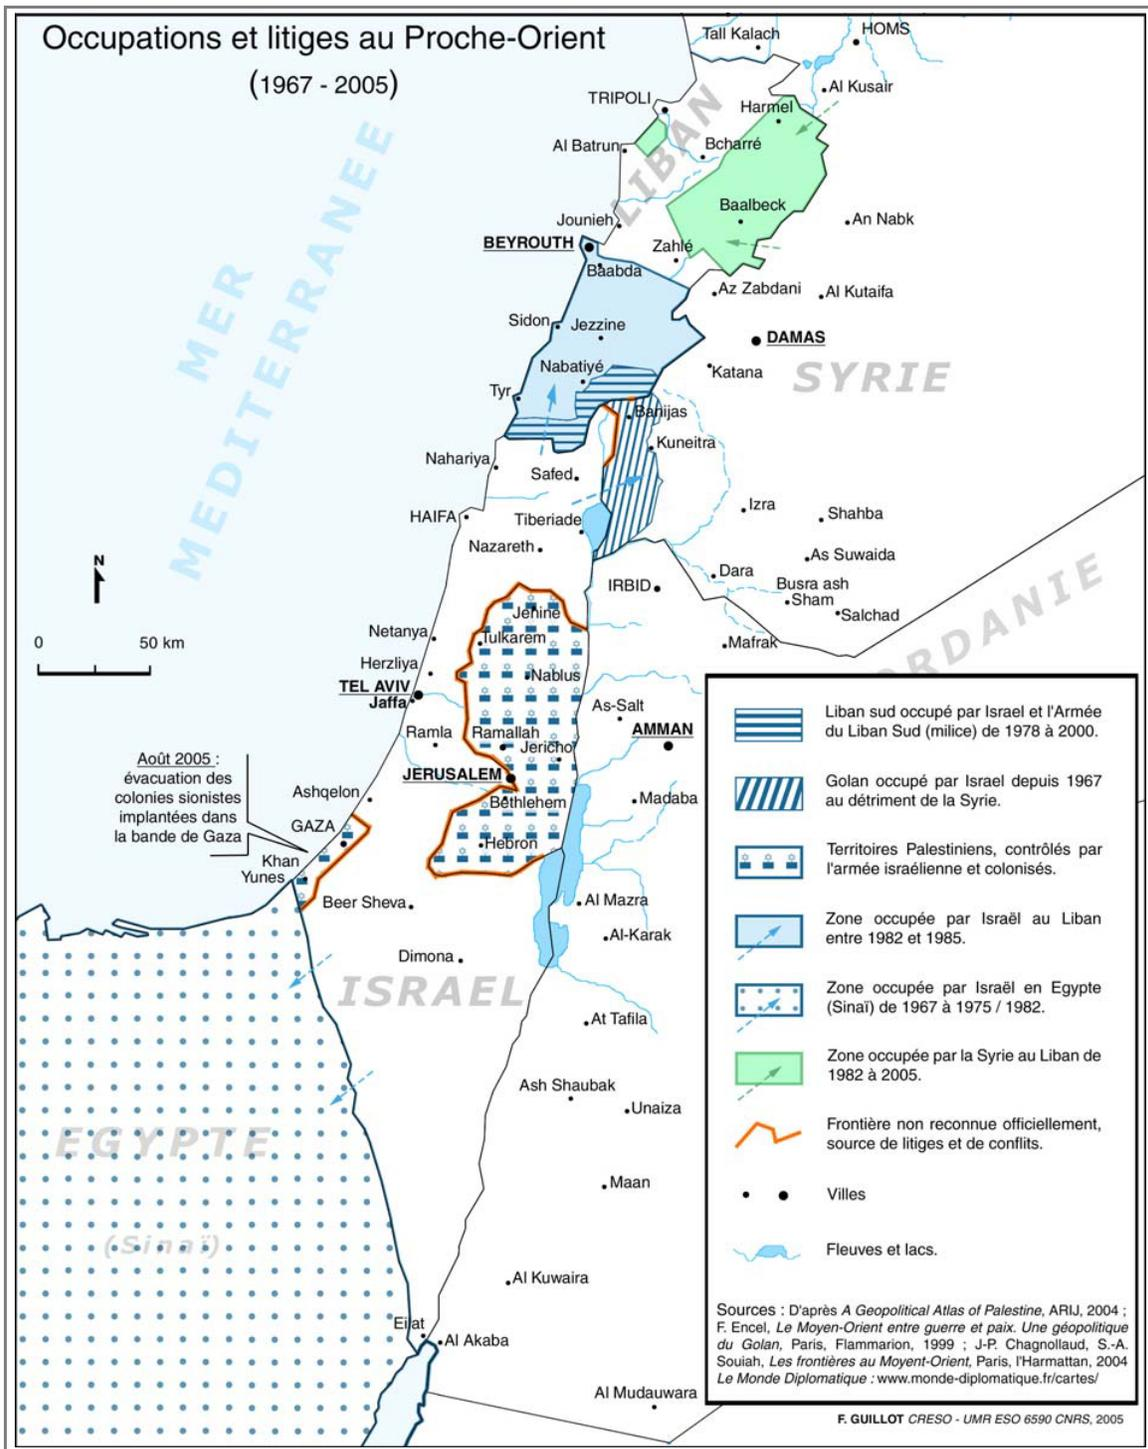 Occupations et litiges au Proche-Orient
(1967 - 2005)
Tall Kalach
HOMS
Al Kusair
TRIPOLI
Harmel
LIBAN
Al Batrun
Bcharré
Baalbeck
An Nabk
Jounieh
BEYROUTH
Zahlé
Baabda
Az Zabdani
Al Kutaifa
MER
MEDITERRANEE
Sidon
Jezzine
DAMAS
Nabatiyé
Katana
SYRIE
Tyr
Banijas
Kuneitra
Nahariya
Safed
Izra
Shahba
HAIFA
Tiberiade
Nazareth
As Suwaida
N
Dara
IRBID
Busra ash
Sham
Salchad
Jenine
0
50 km
Netanya
Tulkarem
Mafrak
JORDANIE
Herzliya
Nablus
TEL AVIV
Jaffa
As-Salt
Ramla
Ramallah
AMMAN
Jericho
JERUSALEM
Août 2005 :
évacuation des
colonies sionistes
implantées dans
la bande de Gaza
Ashqelon
Bethlehem
Madaba
GAZA
Hebron
Khan
Yunes
Beer Sheva
Al Mazra
Al-Karak
Dimona
ISRAEL
At Tafila
Ash Shaubak
Unaiza
EGYPTE
Maan
(Sinaï)
Al Kuwaira
Eilat
Al Akaba
Al Mudauwara
Liban sud occupé par Israel et l'Armée
du Liban Sud (milice) de 1978 à 2000.
Golan occupé par Israel depuis 1967
au détriment de la Syrie.
Territoires Palestiniens, contrôlés par
l'armée israélienne et colonisés.
Zone occupée par Israël au Liban
entre 1982 et 1985.
Zone occupée par Israël en Egypte
(Sinaï) de 1967 à 1975 / 1982.
Zone occupée par la Syrie au Liban de
1982 à 2005.
Frontière non reconnue officiellement,
source de litiges et de conflits.
Villes
Fleuves et lacs.
Sources : D'après A Geopolitical Atlas of Palestine, ARIJ, 2004 ;
F. Encel, Le Moyen-Orient entre guerre et paix. Une géopolitique
du Golan, Paris, Flammarion, 1999 ; J-P. Chagnollaud, S.-A.
Souiah, Les frontières au Moyent-Orient, Paris, l'Harmattan, 2004
Le Monde Diplomatique : www.monde-diplomatique.fr/cartes/
F. GUILLOT CRESO - UMR ESO 6590 CNRS, 2005